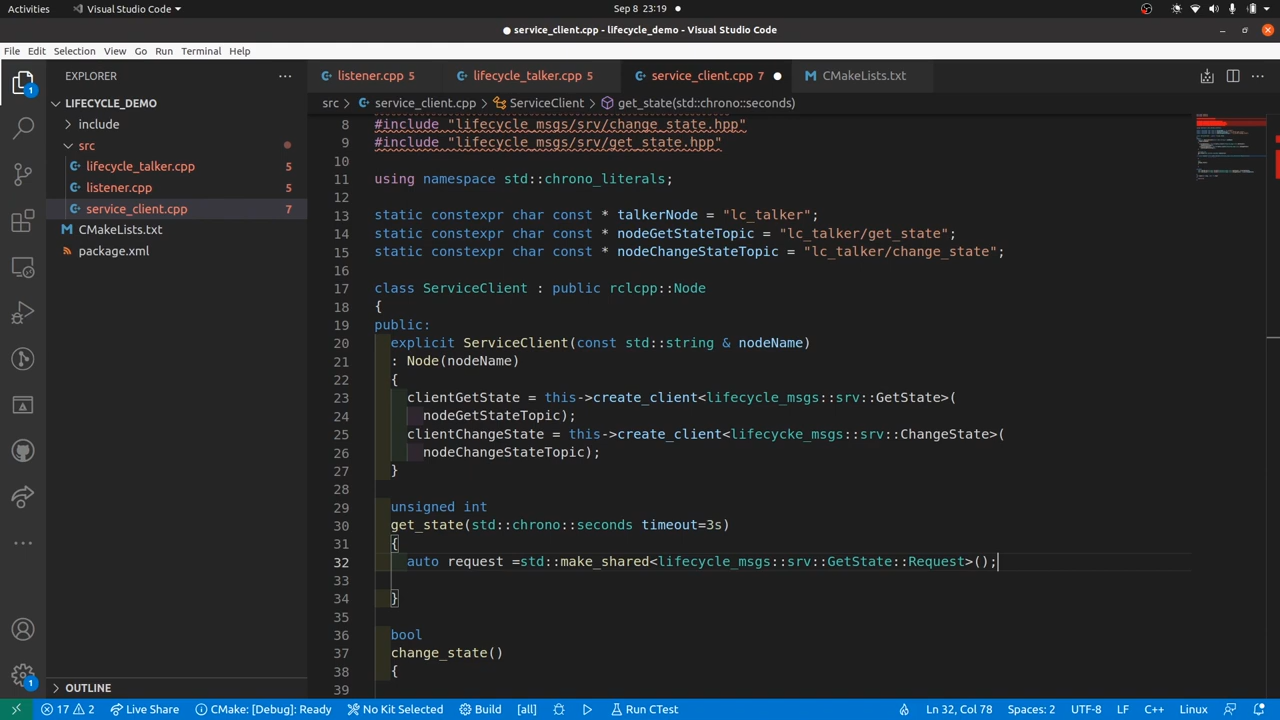 Activities
Visual Studio Code
Sep 8 23:19
service_client.cpp - lifecycle_demo - Visual Studio Code
File Edit Selection View Go Run Terminal Help
EXPLORER
listener.cpp 5
lifecycle_talker.cpp 5
service_client.cpp 7
CMakeLists.txt
src > service_client.cpp > ServiceClient > get_state(std::chrono::seconds)
LIFECYCLE_DEMO
include
src
lifecycle_talker.cpp 5
listener.cpp 5
service_client.cpp 7
CMakeLists.txt
package.xml
OUTLINE
1
1
8 #include "lifecycle_msgs/srv/change_state.hpp"
9 #include "lifecycle_msgs/srv/get_state.hpp"
10
11 using namespace std::chrono_literals;
12
13 static constexpr char const * talkerNode = "lc_talker";
14 static constexpr char const * nodeGetStateTopic = "lc_talker/get_state";
15 static constexpr char const * nodeChangeStateTopic = "lc_talker/change_state";
16
17 class ServiceClient : public rclcpp::Node
18 {
19 public:
20 explicit ServiceClient(const std::string & nodeName)
21 : Node(nodeName)
22 {
23 clientGetState = this->create_client<lifecycle_msgs::srv::GetState>(
24 nodeGetStateTopic);
25 clientChangeState = this->create_client<lifecycke_msgs::srv::ChangeState>(
26 nodeChangeStateTopic);
27 }
28
29 unsigned int
30 get_state(std::chrono::seconds timeout=3s)
31 {
32 auto request =std::make_shared<lifecycle_msgs::srv::GetState::Request>();
33
34 }
35
36 bool
37 change_state()
38 {
39
17 2 Live Share CMake: [Debug]: Ready No Kit Selected Build [all] Run CTest Ln 32, Col 78 Spaces: 2 UTF-8 LF C++ Linux